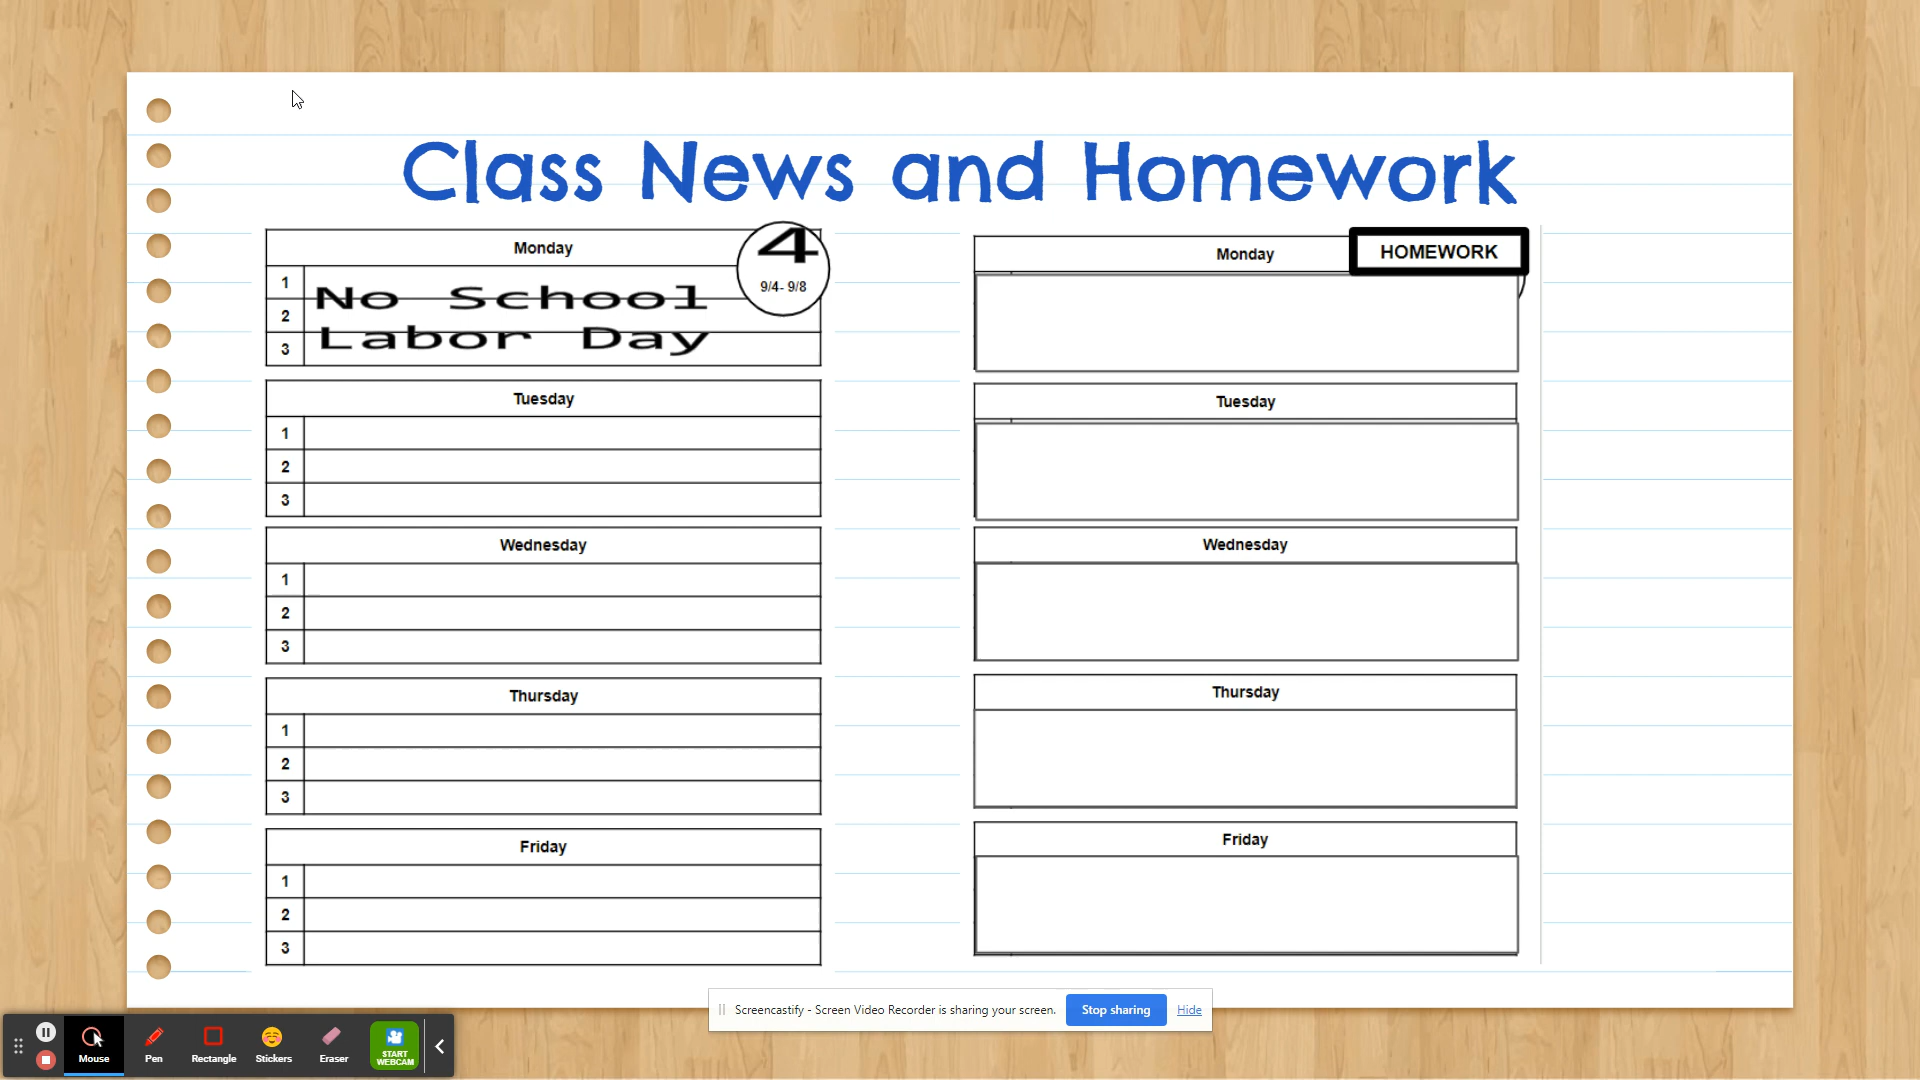 Class News and Homework
Monday
4
9/4- 9/8
1
No School
2
Labor Day
3
Tuesday
1
2
3
Wednesday
1
2
3
Thursday
1
2
3
Friday
1
2
3
Monday
HOMEWORK
Tuesday
Wednesday
Thursday
Friday
Screencastify - Screen Video Recorder is sharing your screen.
Stop sharing
Hide
Mouse
Pen
Rectangle
Stickers
Eraser
START
WEBCAM